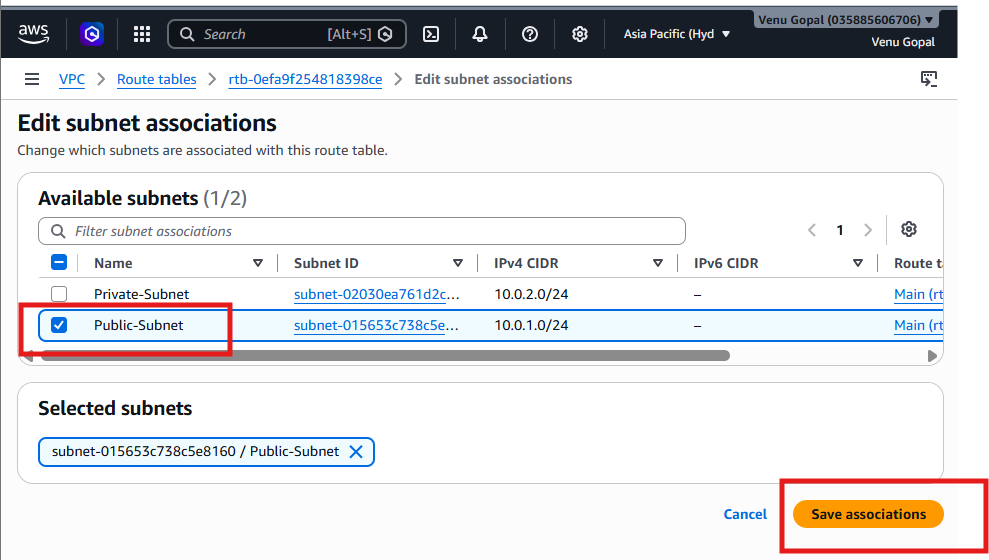 Venu Gopal (035885606706)
aws Search [Alt+S] Asia Pacific (Hyd
Venu Gopal
VPC Route tables rtb-0efa9f254818398ce Edit subnet associations
Edit subnet associations
Change which subnets are associated with this route table.
Available subnets (1/2)
Filter subnet associations 1
Name Subnet ID IPv4 CIDR IPv6 CIDR Route ta
Private-Subnet subnet-02030ea761d2c... 10.0.2.0/24 – Main (rt
Public-Subnet subnet-015653c738c5e... 10.0.1.0/24 – Main (rt
Selected subnets
subnet-015653c738c5e8160 / Public-Subnet
Cancel Save associations